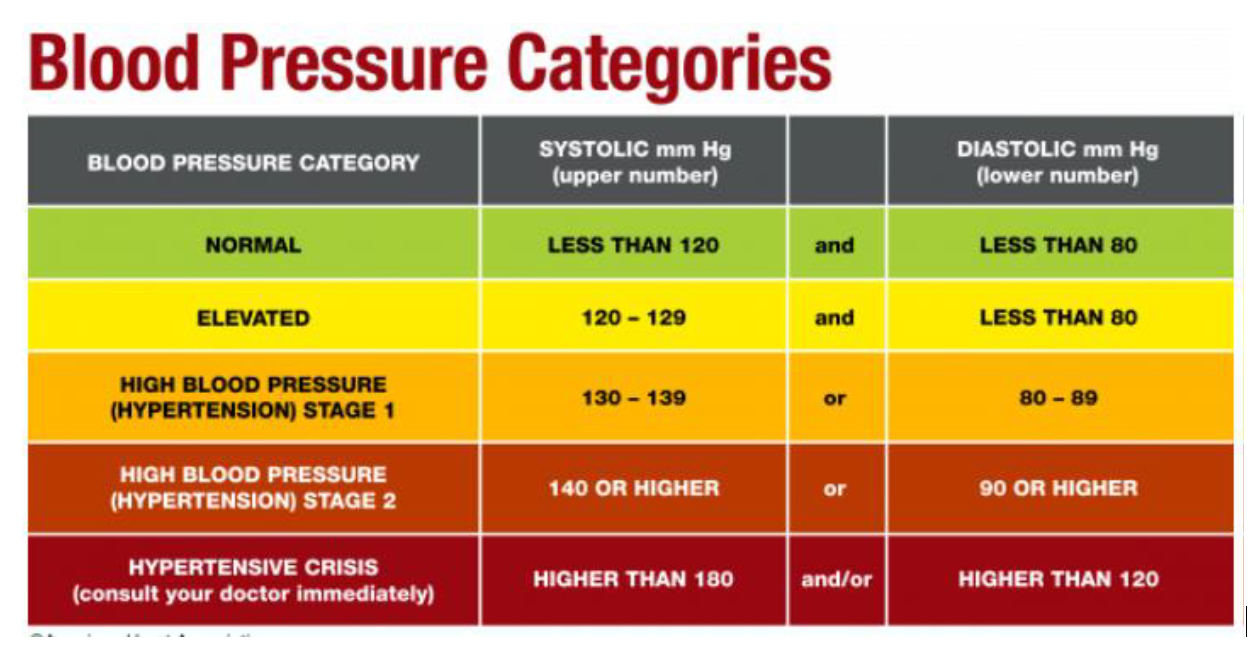 Blood Pressure Categories
BLOOD PRESSURE CATEGORY
SYSTOLIC mm Hg
(upper number)
DIASTOLIC mm Hg
(lower number)
NORMAL
LESS THAN 120
and
LESS THAN 80
ELEVATED
120 – 129
and
LESS THAN 80
HIGH BLOOD PRESSURE
(HYPERTENSION) STAGE 1
130 – 139
or
80 – 89
HIGH BLOOD PRESSURE
(HYPERTENSION) STAGE 2
140 OR HIGHER
or
90 OR HIGHER
HYPERTENSIVE CRISIS
(consult your doctor immediately)
HIGHER THAN 180
and/or
HIGHER THAN 120